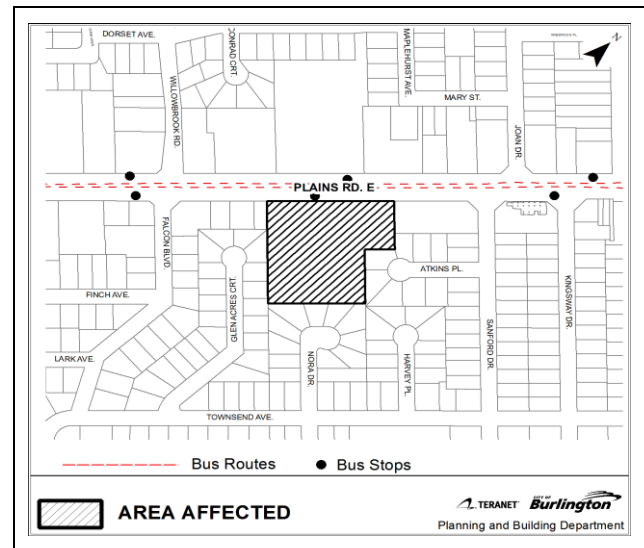 DORSET AVE.
CONRAD CRT.
WILLOWBROOK RD.
MAPLEHURST AVE.
MARY ST.
JOAN DR.
PLAINS RD. E
FALCON BLVD.
FINCH AVE.
GLEN ACRES CRT.
ATKINS PL.
KINGSWAY DR.
LARK AVE.
NORA DR.
HARVEY PL.
SANFORD DR.
TOWNSEND AVE.
Bus Routes
Bus Stops
AREA AFFECTED
TERANET
CITY OF
Burlington
Planning and Building Department